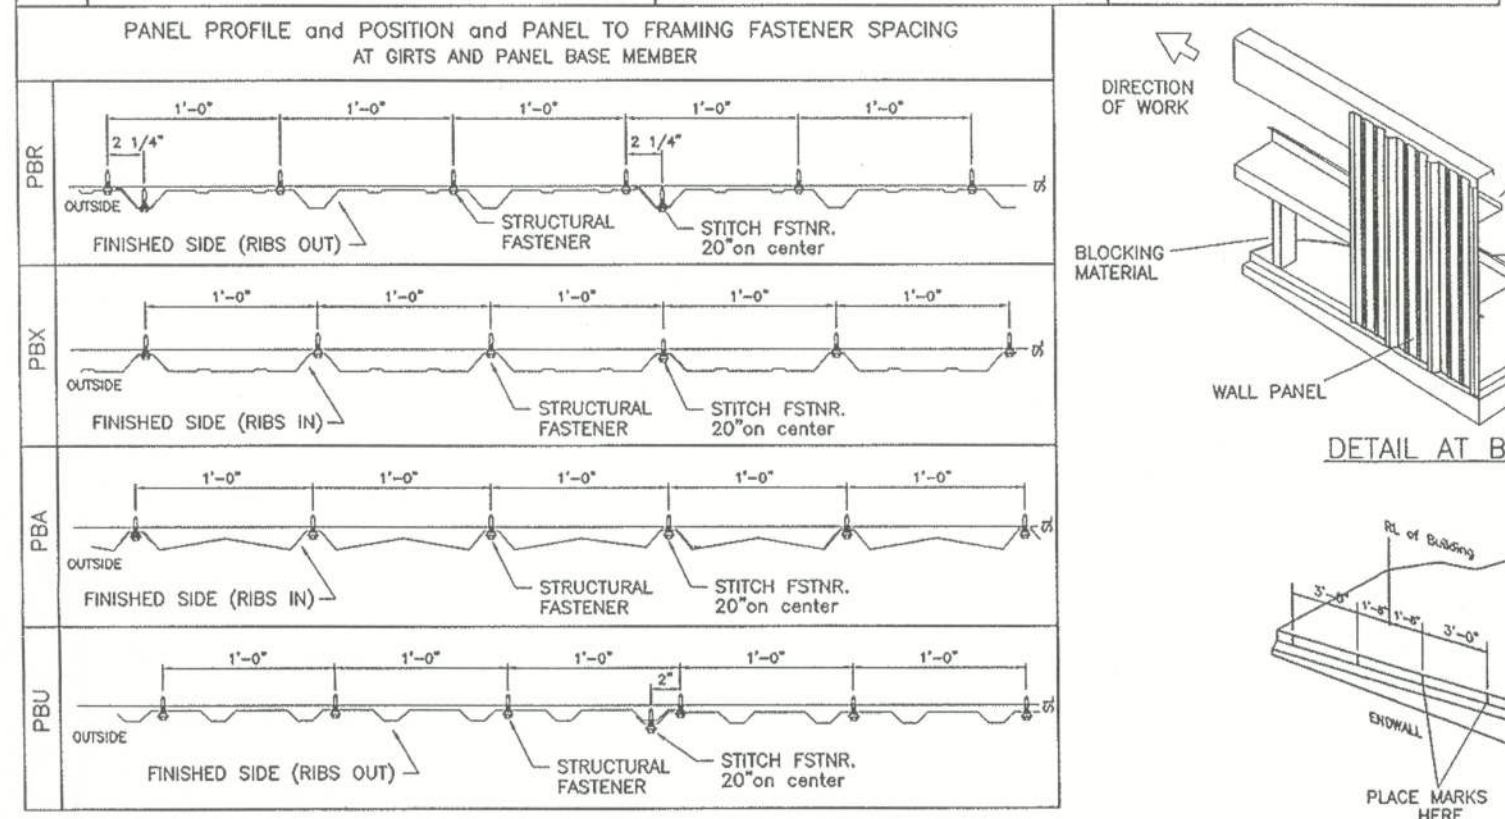 PANEL PROFILE and POSITION and PANEL TO FRAMING FASTENER SPACING
AT GIRTS AND PANEL BASE MEMBER
PBR
1'-0" 1'-0" 1'-0" 1'-0" 1'-0"
2 1/4" 2 1/4"
OUTSIDE
SL
FINISHED SIDE (RIBS OUT)
STRUCTURAL
FASTENER
STITCH FSTNR.
20"on center
PBX
1'-0" 1'-0" 1'-0" 1'-0" 1'-0"
OUTSIDE
SL
FINISHED SIDE (RIBS IN)
STRUCTURAL
FASTENER
STITCH FSTNR.
20"on center
PBA
1'-0" 1'-0" 1'-0" 1'-0" 1'-0"
OUTSIDE
SL
FINISHED SIDE (RIBS IN)
STRUCTURAL
FASTENER
STITCH FSTNR.
20"on center
PBU
1'-0" 1'-0" 1'-0" 1'-0" 1'-0"
2"
OUTSIDE
SL
FINISHED SIDE (RIBS OUT)
STRUCTURAL
FASTENER
STITCH FSTNR.
20"on center
DIRECTION
OF WORK
BLOCKING
MATERIAL
WALL PANEL
DETAIL AT B
of Building
3'-0" 3'-0"
ENDWALL
PLACE MARKS
HERE